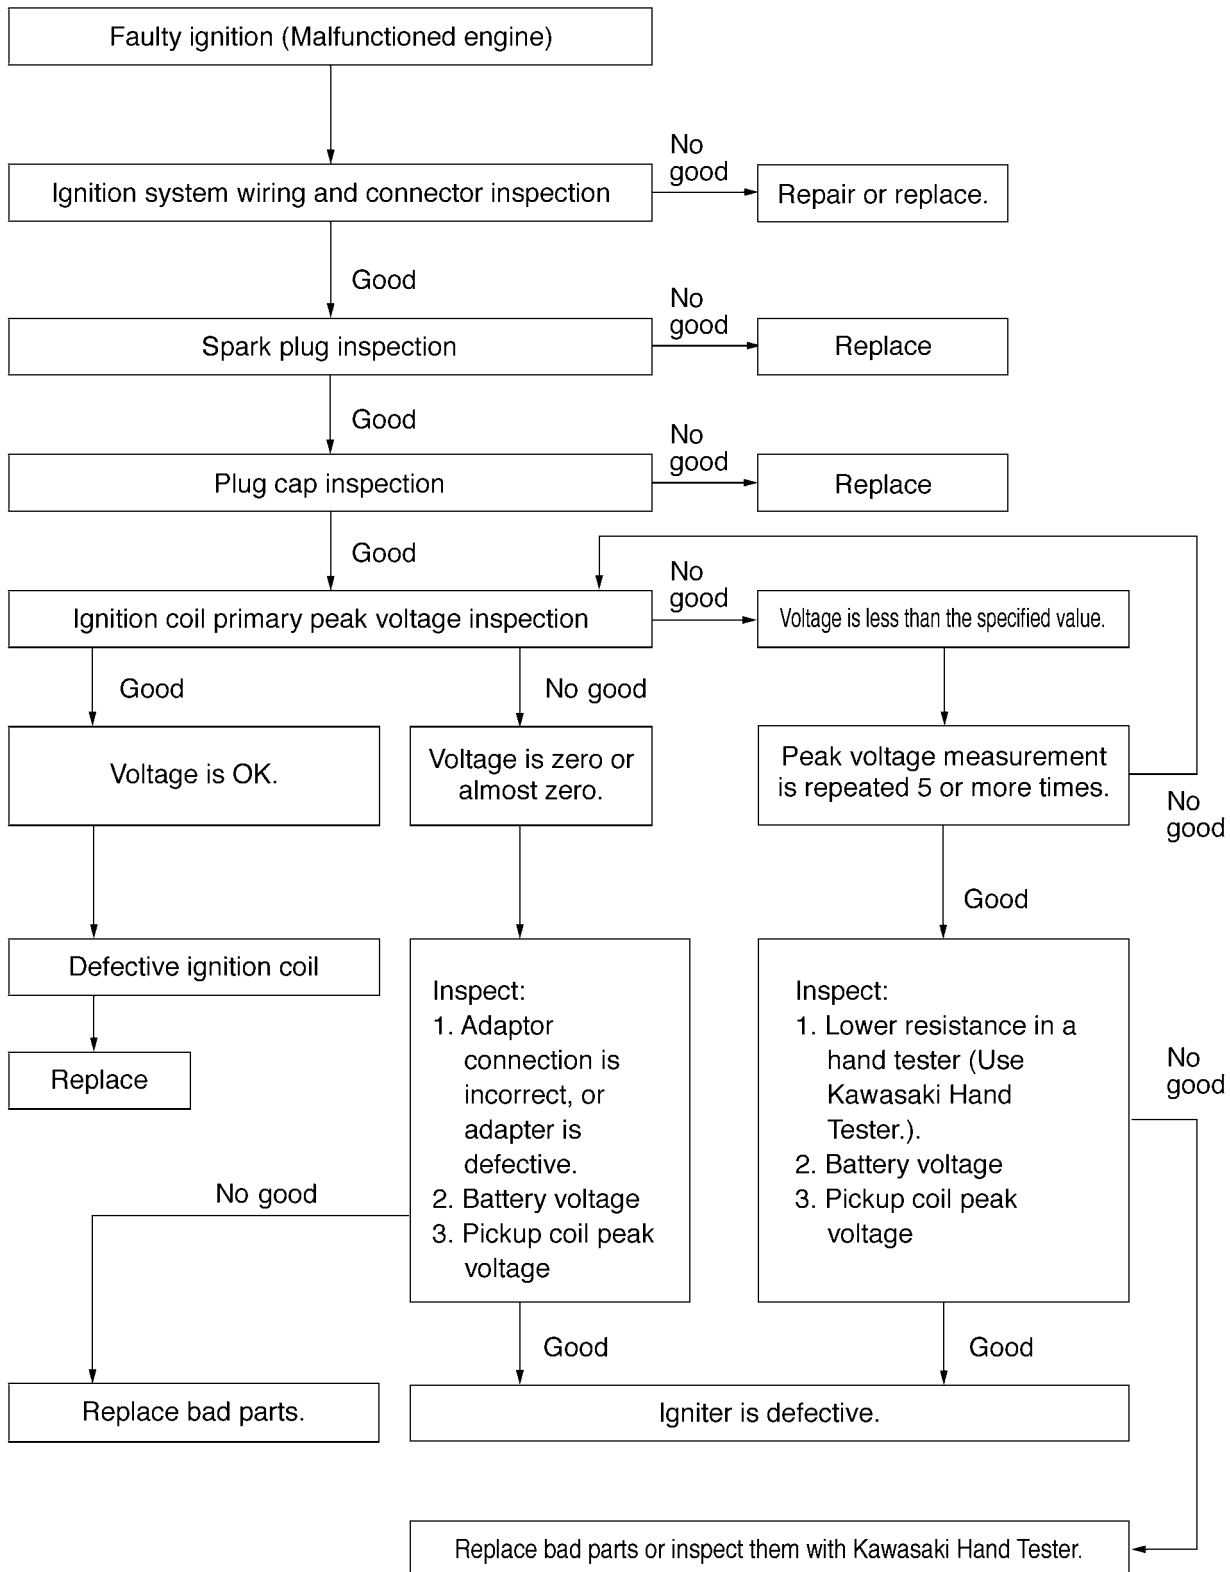 Faulty ignition (Malfunctioned engine)
No
good
Ignition system wiring and connector inspection
Repair or replace.
Good
No
good
Spark plug inspection
Replace
Good
No
good
Plug cap inspection
Replace
Good
No
good
Ignition coil primary peak voltage inspection
Voltage is less than the specified value.
Good
No good
Voltage is OK.
Voltage is zero or
almost zero.
Peak voltage measurement
is repeated 5 or more times.
No
good
Good
Defective ignition coil
Replace
Inspect:
1. Adaptor
connection is
incorrect, or
adapter is
defective.
2. Battery voltage
3. Pickup coil peak
voltage
Inspect:
1. Lower resistance in a
hand tester (Use
Kawasaki Hand
Tester.).
2. Battery voltage
3. Pickup coil peak
voltage
No
good
No good
Good
Good
Replace bad parts.
Igniter is defective.
Replace bad parts or inspect them with Kawasaki Hand Tester.